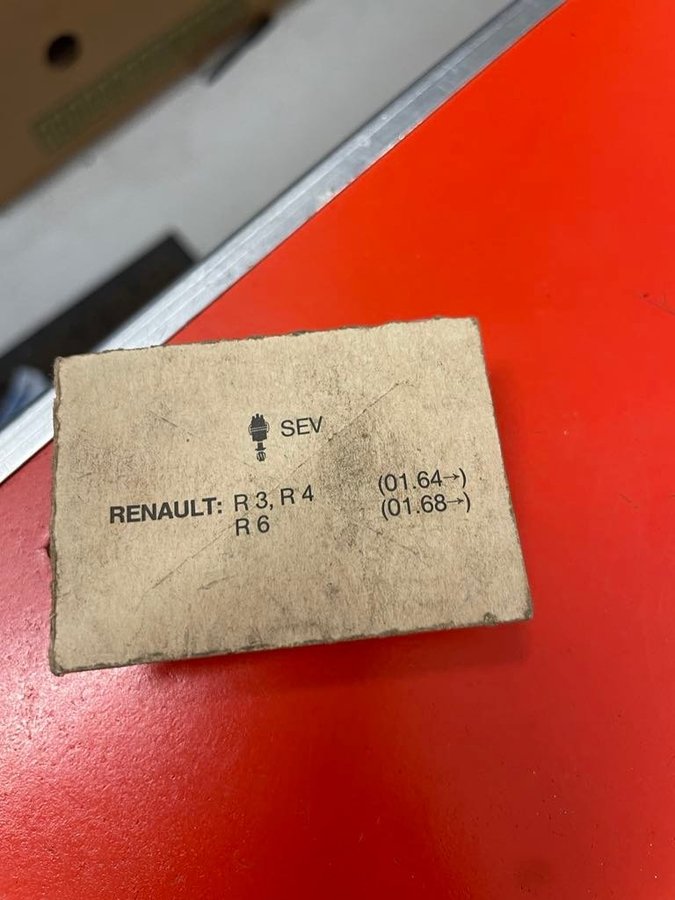 SEV
RENAULT: R 3, R 4 (01.64→)
R 6 (01.68→)